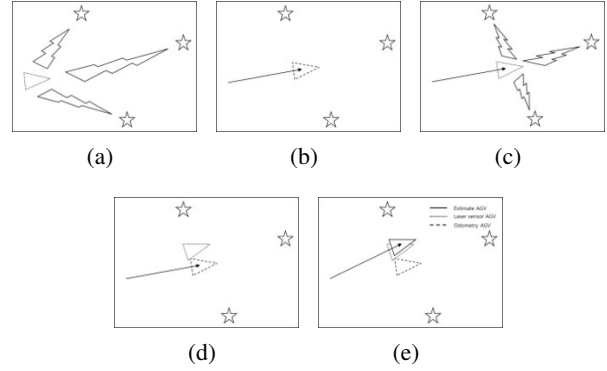 (a)
(b)
(c)
Estimate AGV
Laser sensor AGV
Odometry AGV
(d)
(e)